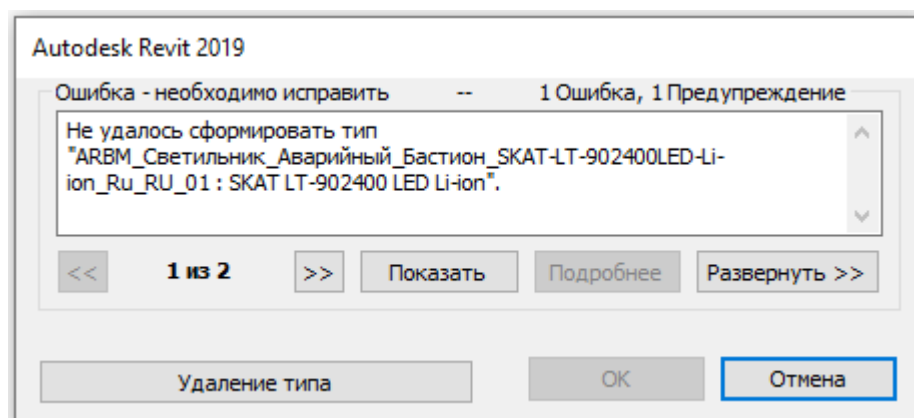 Autodesk Revit 2019
Ошибка - необходимо исправить -- 1 Ошибка, 1 Предупреждение
Не удалось сформировать тип
"ARBM_Светильник_Аварийный_Бастион_SKAT-LT-902400LED-Li-
ion_Ru_RU_01 : SKAT LT-902400 LED Li-ion".
<< 1 из 2 >> Показать Подробнее Развернуть >>
Удаление типа OK Отмена